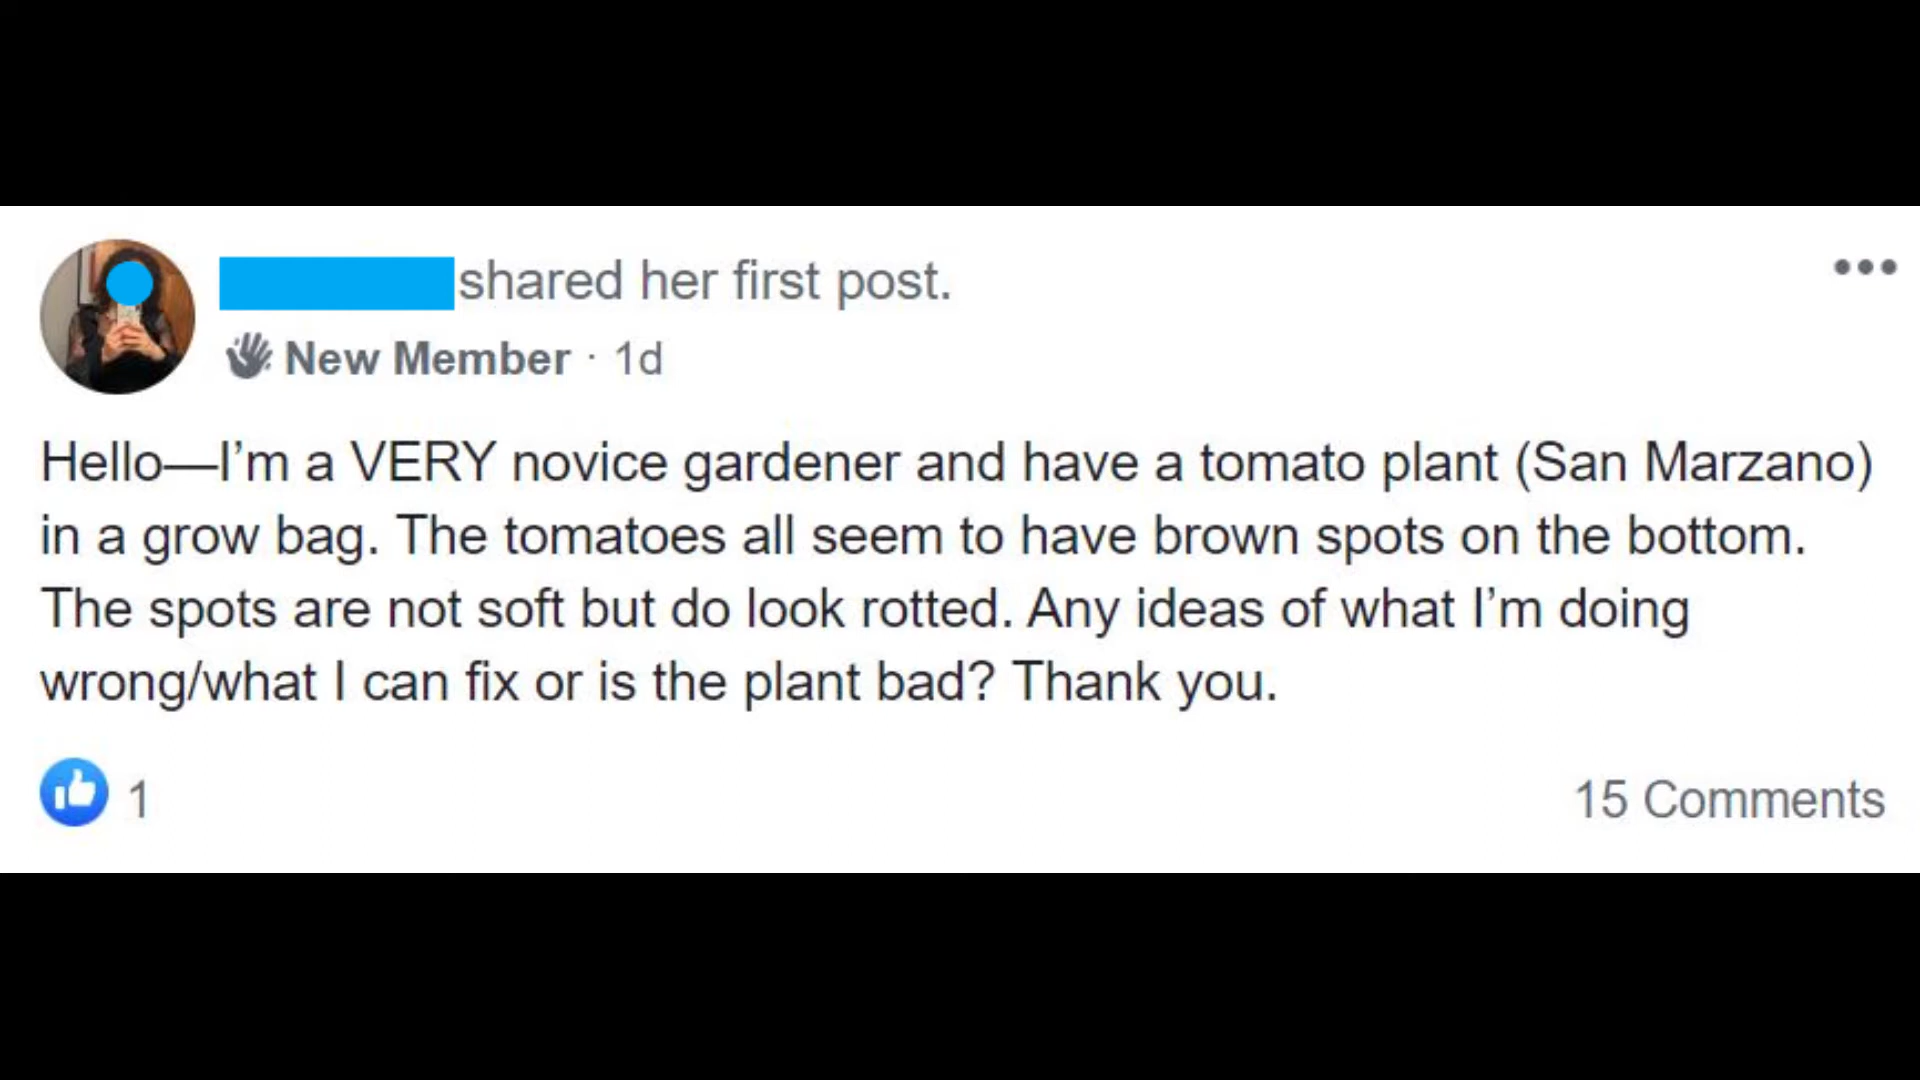 shared her first post.
New Member · 1d
Hello—I’m a VERY novice gardener and have a tomato plant (San Marzano)
in a grow bag. The tomatoes all seem to have brown spots on the bottom.
The spots are not soft but do look rotted. Any ideas of what I’m doing
wrong/what I can fix or is the plant bad? Thank you.
1
15 Comments